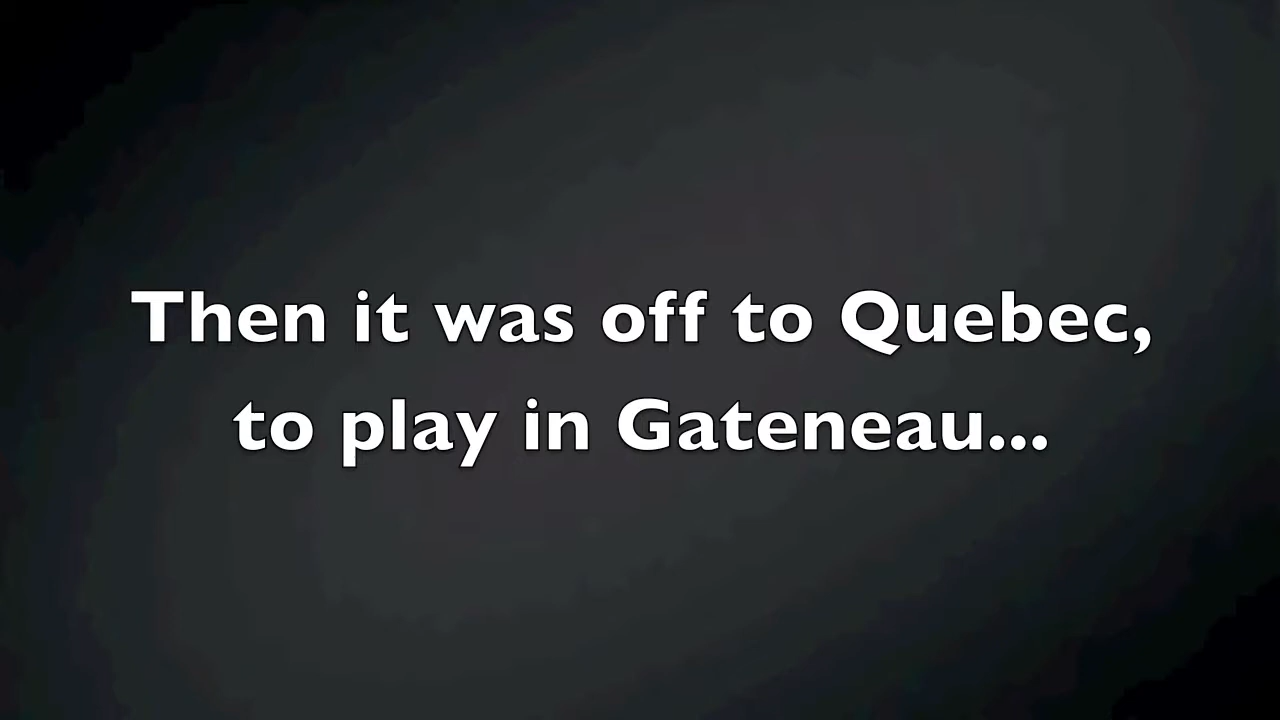 Then it was off to Quebec,
to play in Gateneau...